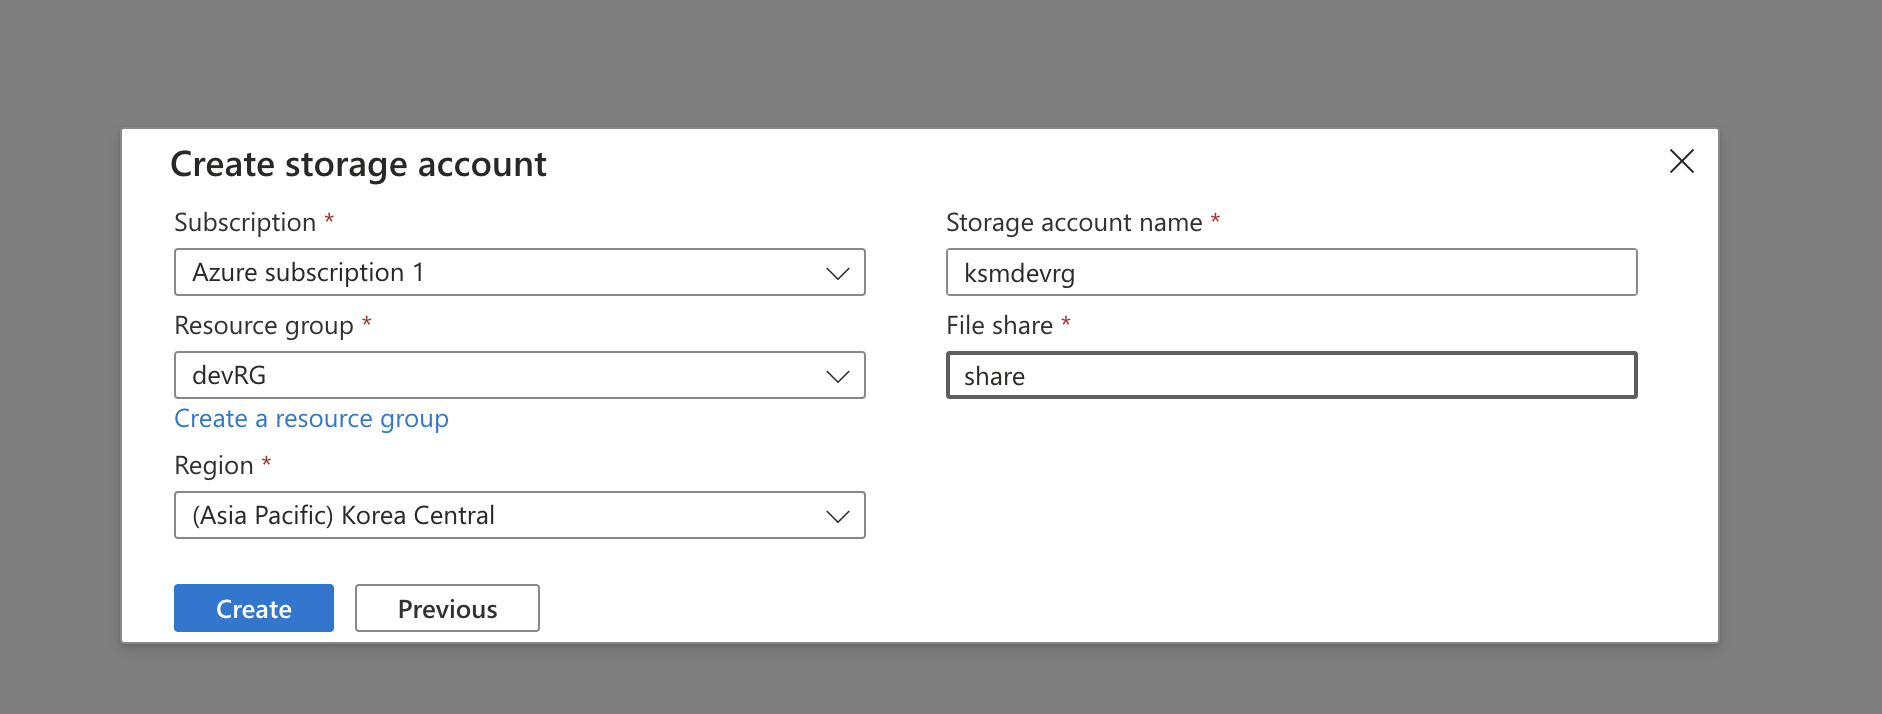 Create storage account
Subscription *
Azure subscription 1
Resource group *
devRG
Create a resource group
Region *
(Asia Pacific) Korea Central
Storage account name *
ksmdevrg
File share *
share
Create
Previous